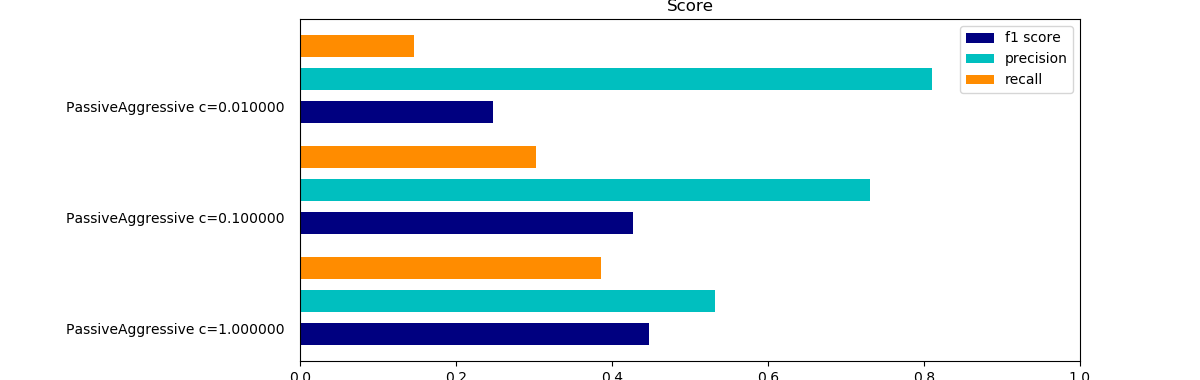 Score
f1 score
precision
recall
PassiveAggressive c=0.010000
PassiveAggressive c=0.100000
PassiveAggressive c=1.000000
0.0 0.2 0.4 0.6 0.8 1.0